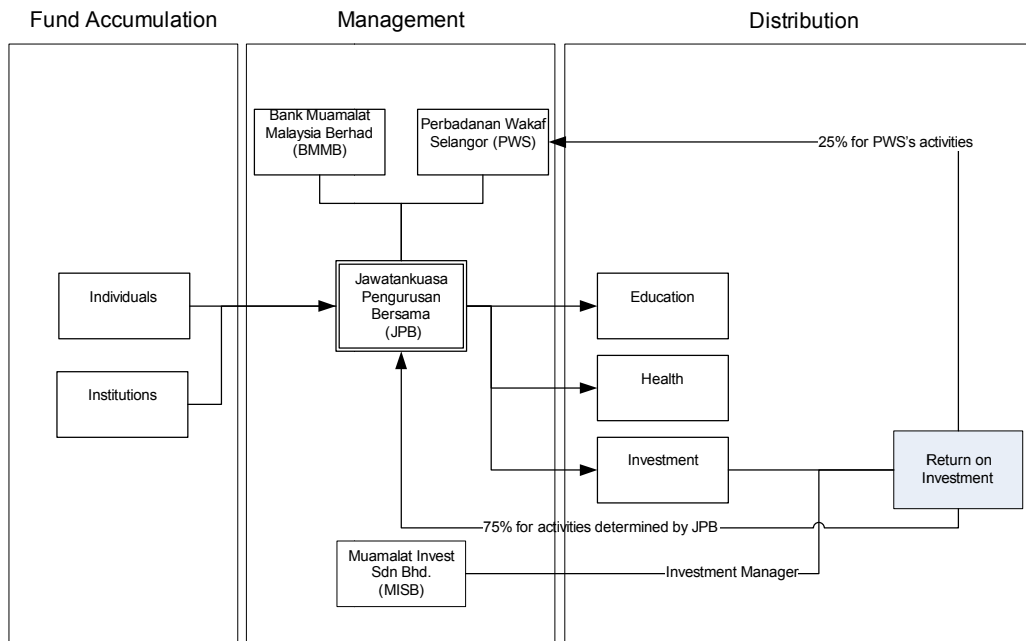 Fund Accumulation
Management
Distribution
Bank Muamalat
Malaysia Berhad
(BMMB)
Perbadanan Wakaf
Selangor (PWS)
25% for PWS's activities
Individuals
Institutions
Jawatankuasa
Pengurusan
Bersama
(JPB)
Education
Health
Investment
Return on
Investment
75% for activities determined by JPB
Muamalat Invest
Sdn Bhd.
(MISB)
Investment Manager